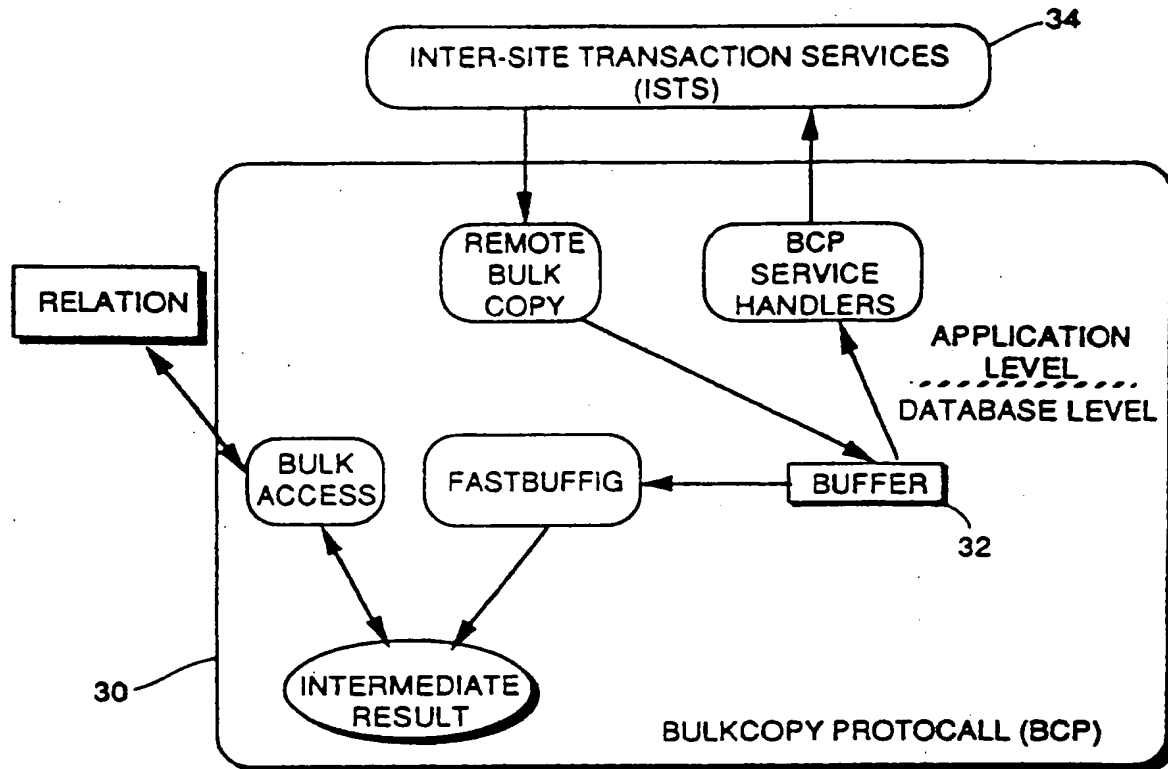 34
INTER-SITE TRANSACTION SERVICES
(ISTS)
REMOTE
BULK
COPY
BCP
SERVICE
HANDLERS
RELATION
APPLICATION
LEVEL
DATABASE LEVEL
BULK
ACCESS
FASTBUFFIG
BUFFER
32
30
INTERMEDIATE
RESULT
BULKCOPY PROTOCALL (BCP)